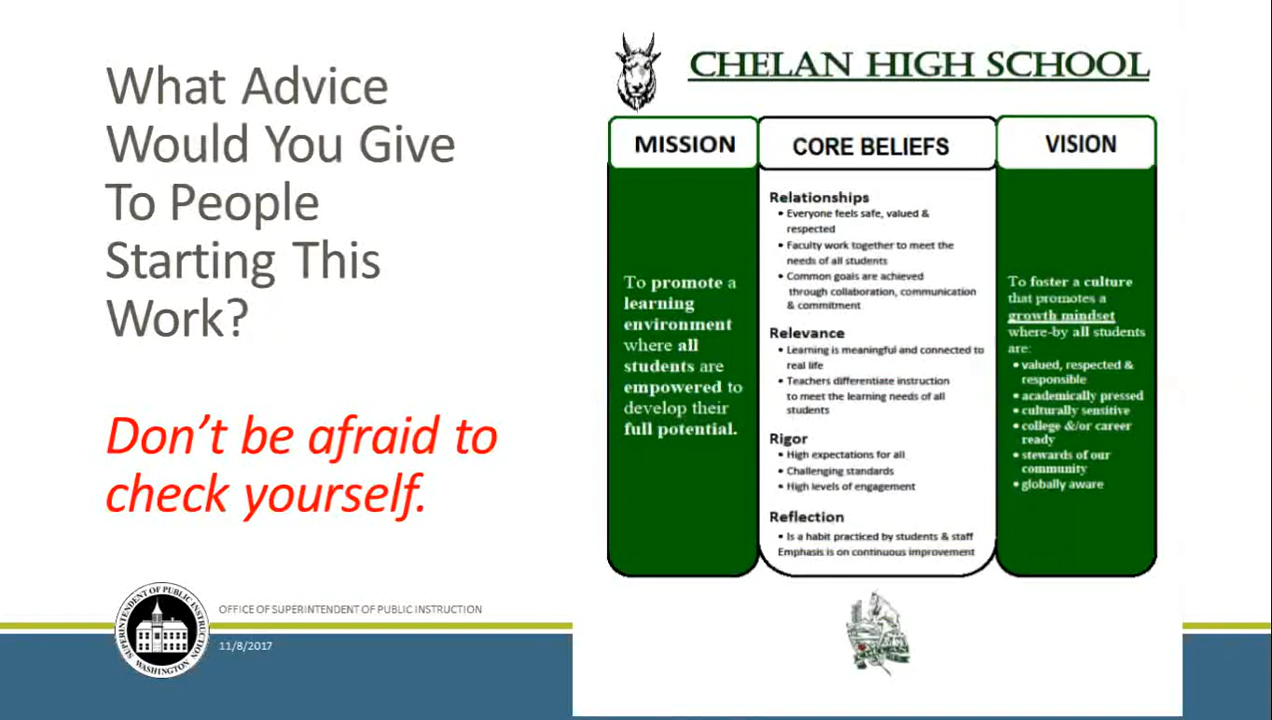 What Advice
Would You Give
To People
Starting This
Work?
Don't be afraid to
check yourself.
OFFICE OF SUPERINTENDENT OF PUBLIC INSTRUCTION
11/8/2017
SUPERINTENDENT OF PUBLIC INSTRUCTION
WASHINGTON
CHELAN HIGH SCHOOL
MISSION
To promote a
learning
environment
where all
students are
empowered to
develop their
full potential.
CORE BELIEFS
Relationships
• Everyone feels safe, valued &
respected
• Faculty work together to meet the
needs of all students
• Common goals are achieved
through collaboration, communication
& commitment
Relevance
• Learning is meaningful and connected to
real life
• Teachers differentiate instruction
to meet the learning needs of all
students
Rigor
• High expectations for all
• Challenging standards
• High levels of engagement
Reflection
• Is a habit practiced by students & staff
Emphasis is on continuous improvement
VISION
To foster a culture
that promotes a
growth mindset
where-by all students
are:
• valued, respected &
responsible
• academically pressed
• culturally sensitive
• college &/or career
ready
• stewards of our
community
• globally aware